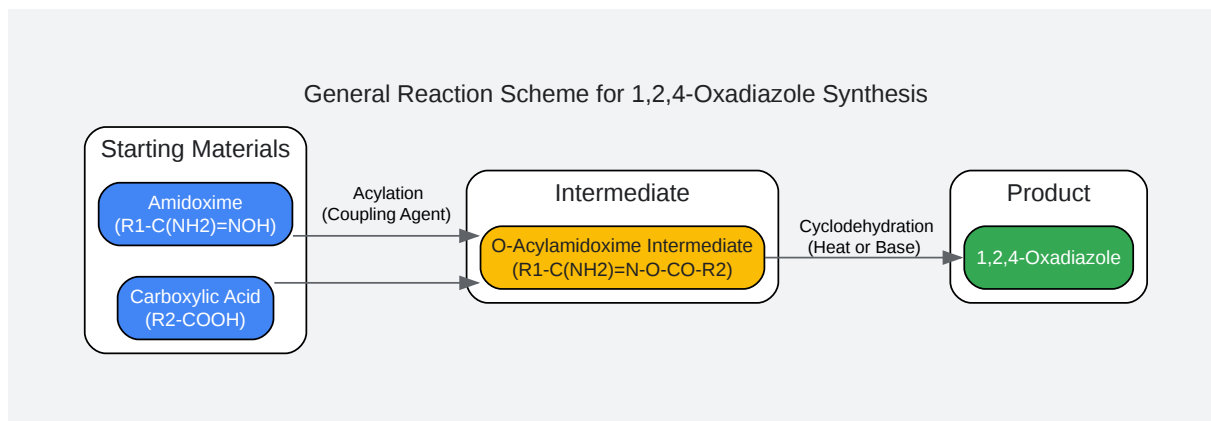 General Reaction Scheme for 1,2,4-Oxadiazole Synthesis
Starting Materials
Amidoxime
(R1-C(NH2)=NOH)
Carboxylic Acid
(R2-COOH)
Acylation
(Coupling Agent)
Intermediate
O-Acylamidoxime Intermediate
(R1-C(NH2)=N-O-CO-R2)
Cyclodehydration
(Heat or Base)
Product
1,2,4-Oxadiazole